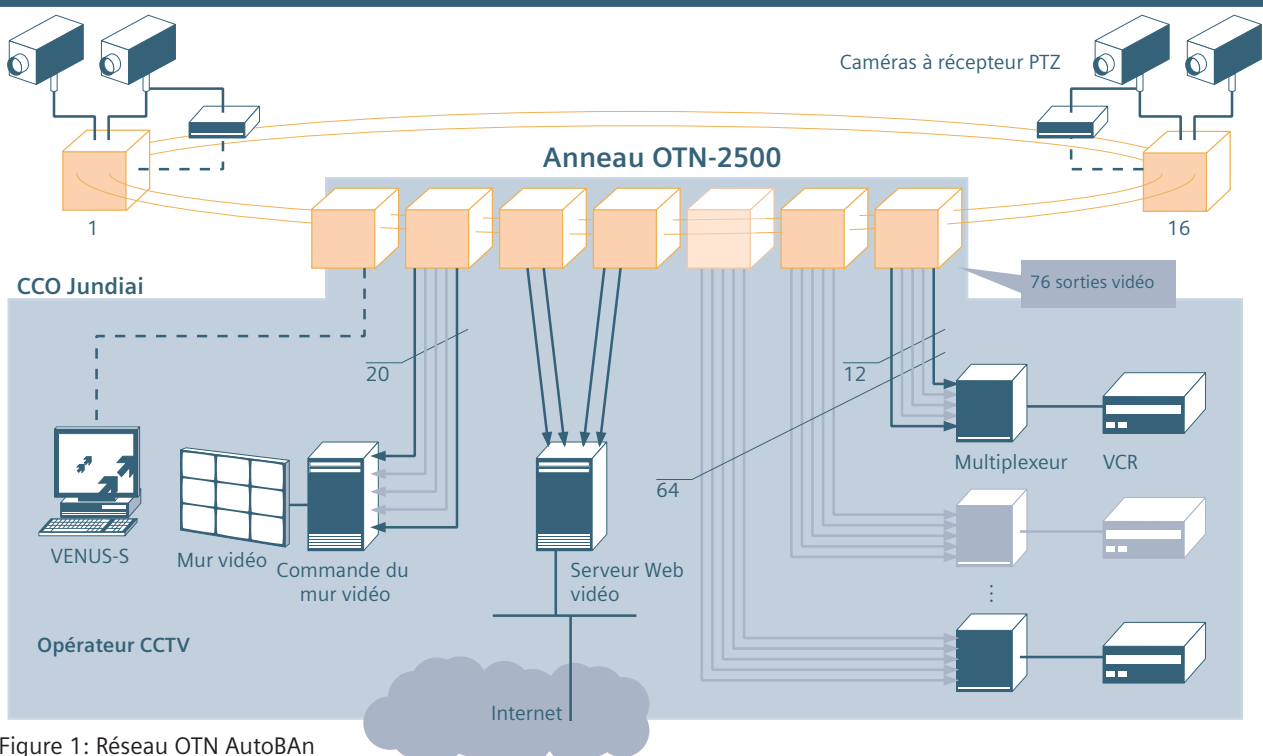 Caméras à récepteur PTZ
Anneau OTN-2500
1
16
CCO Jundiai
76 sorties vidéo
20
12
64
Multiplexeur
VCR
VENUS-S
Mur vidéo
Commande du
mur vidéo
Serveur Web
vidéo
Opérateur CCTV
Internet
Figure 1: Réseau OTN AutoBAn